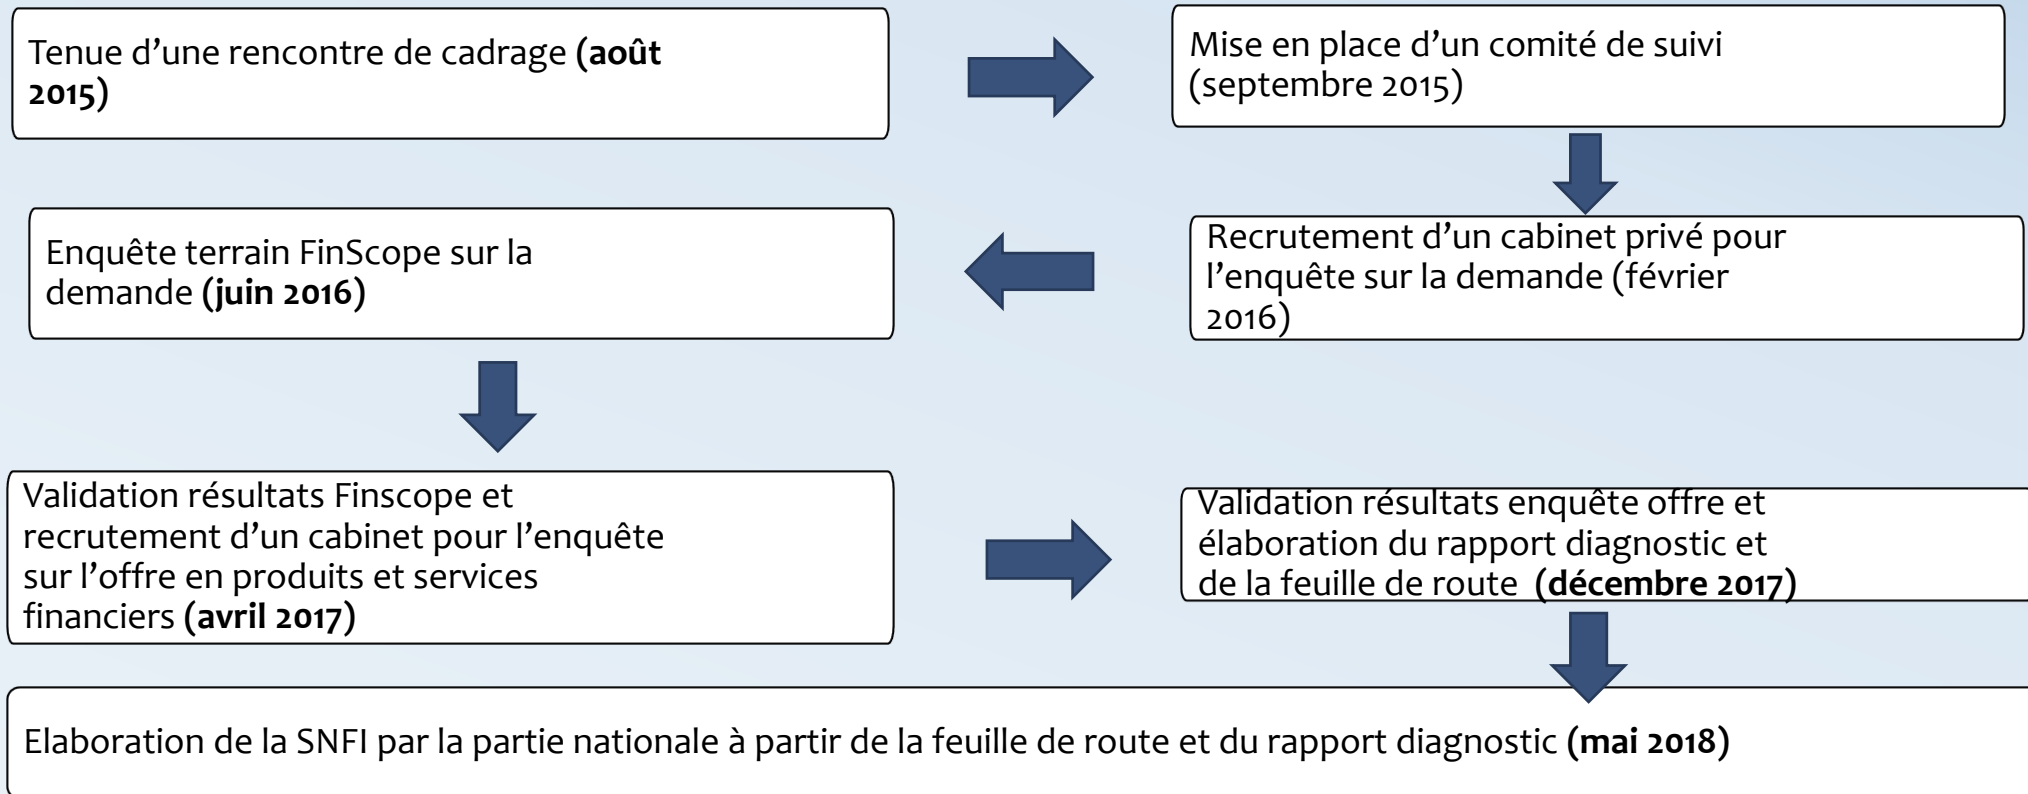 Tenue d’une rencontre de cadrage (août
2015)
Mise en place d’un comité de suivi
(septembre 2015)
Recrutement d’un cabinet privé pour
l’enquête sur la demande (février
2016)
Enquête terrain FinScope sur la
demande (juin 2016)
Validation résultats Finscope et
recrutement d’un cabinet pour l’enquête
sur l’offre en produits et services
financiers (avril 2017)
Validation résultats enquête offre et
élaboration du rapport diagnostic et
de la feuille de route (décembre 2017)
Elaboration de la SNFI par la partie nationale à partir de la feuille de route et du rapport diagnostic (mai 2018)